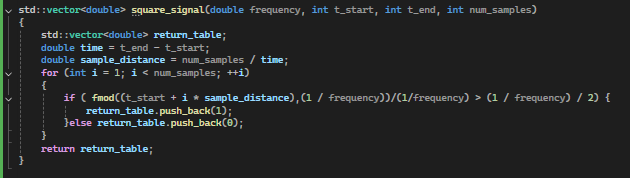 std::vector<double> square_signal(double frequency, int t_start, int t_end, int num_samples)
{
std::vector<double> return_table;
double time = t_end - t_start;
double sample_distance = num_samples / time;
for (int i = 1; i < num_samples; ++i)
{
if ( fmod((t_start + i * sample_distance),(1 / frequency))/(1/frequency) > (1 / frequency) / 2) {
return_table.push_back(1);
}else return_table.push_back(0);
}
return return_table;
}